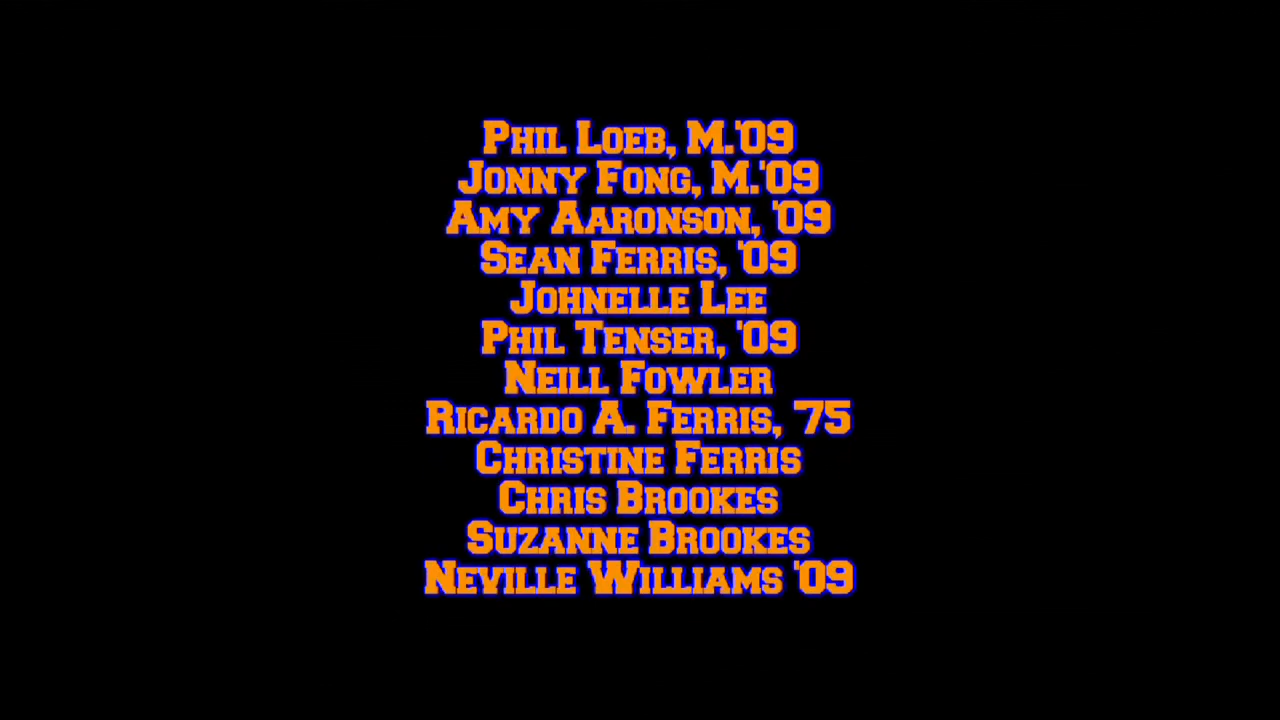 Phil Loeb, M.'09
Jonny Fong, M.'09
Amy Aaronson, '09
Sean Ferris, '09
Johnelle Lee
Phil Tenser, '09
Neill Fowler
Ricardo A. Ferris, '75
Christine Ferris
Chris Brookes
Suzanne Brookes
Neville Williams '09